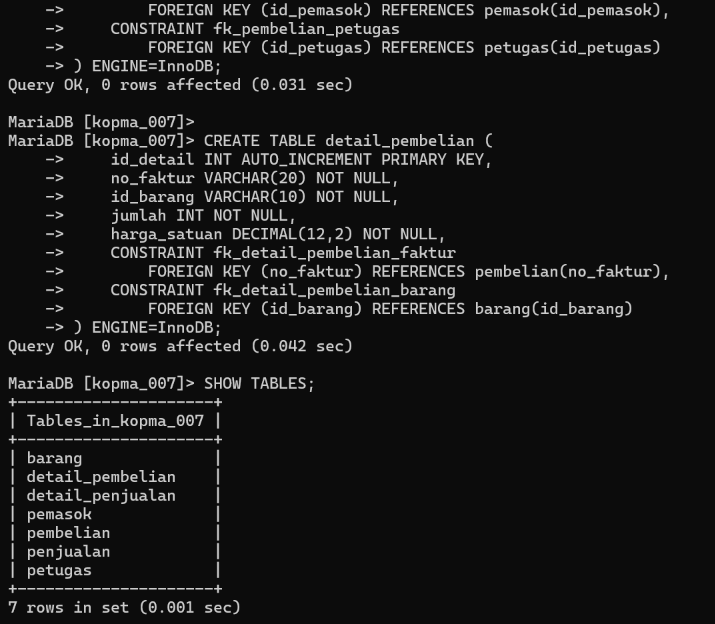 ->         FOREIGN KEY (id_pemasok) REFERENCES pemasok(id_pemasok),
    ->     CONSTRAINT fk_pembelian_petugas
    ->         FOREIGN KEY (id_petugas) REFERENCES petugas(id_petugas)
    -> ) ENGINE=InnoDB;
Query OK, 0 rows affected (0.031 sec)

MariaDB [kopma_007]>
MariaDB [kopma_007]> CREATE TABLE detail_pembelian (
    ->     id_detail INT AUTO_INCREMENT PRIMARY KEY,
    ->     no_faktur VARCHAR(20) NOT NULL,
    ->     id_barang VARCHAR(10) NOT NULL,
    ->     jumlah INT NOT NULL,
    ->     harga_satuan DECIMAL(12,2) NOT NULL,
    ->     CONSTRAINT fk_detail_pembelian_faktur
    ->         FOREIGN KEY (no_faktur) REFERENCES pembelian(no_faktur),
    ->     CONSTRAINT fk_detail_pembelian_barang
    ->         FOREIGN KEY (id_barang) REFERENCES barang(id_barang)
    -> ) ENGINE=InnoDB;
Query OK, 0 rows affected (0.042 sec)

MariaDB [kopma_007]> SHOW TABLES;
+---------------------+
| Tables_in_kopma_007 |
+---------------------+
| barang              |
| detail_pembelian    |
| detail_penjualan    |
| pemasok             |
| pembelian           |
| penjualan           |
| petugas             |
+---------------------+
7 rows in set (0.001 sec)